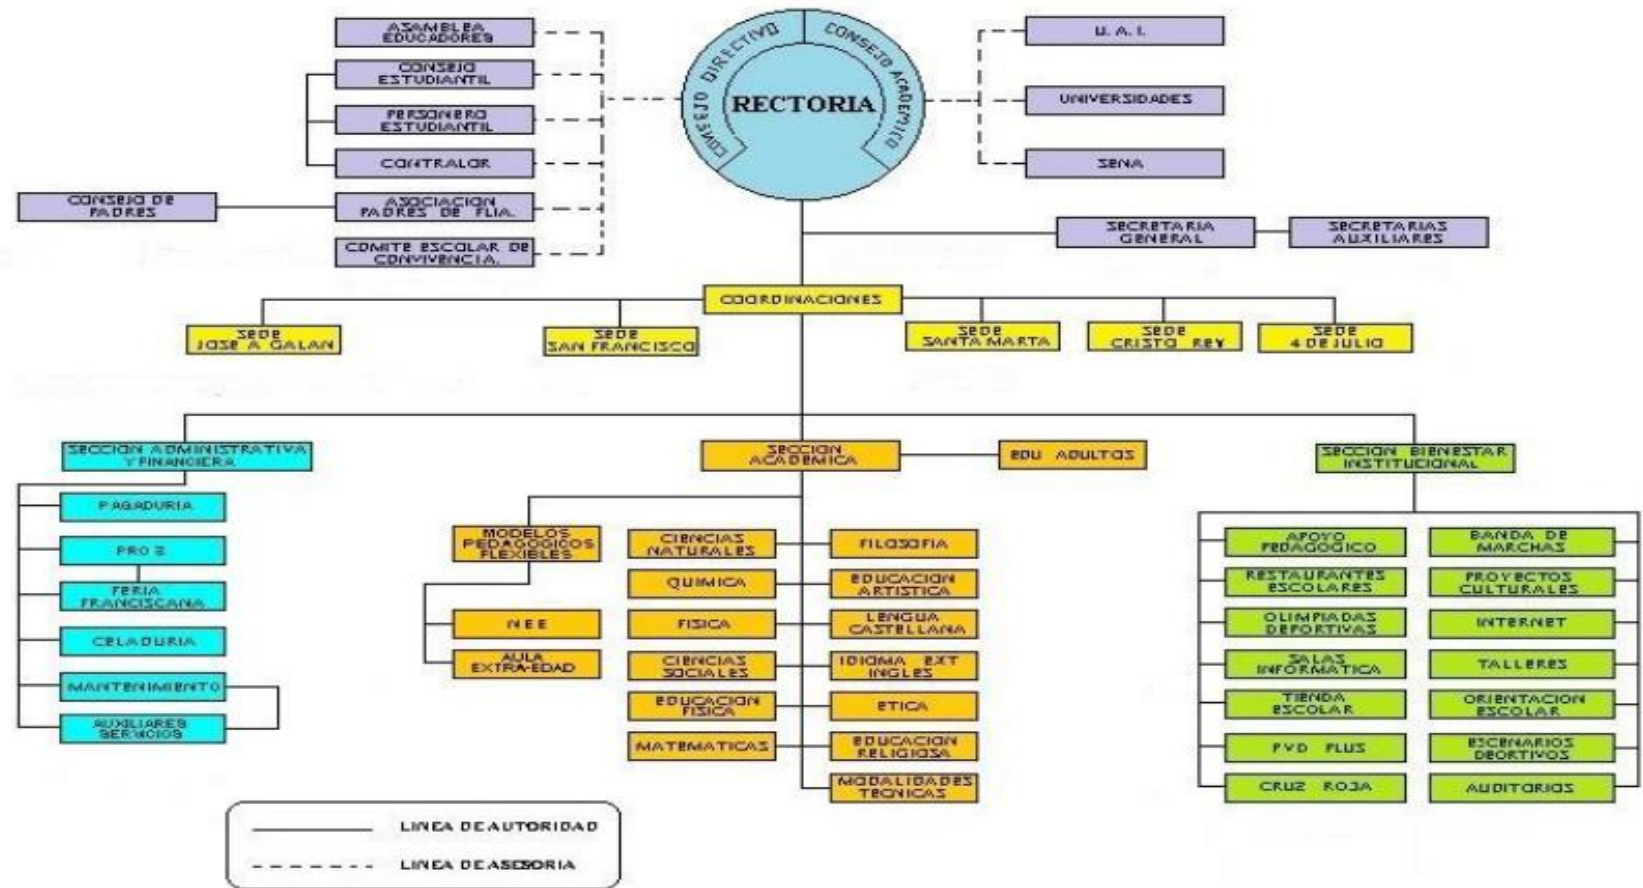 ASAMBLEA
EDUCADORES
CONSEJO
ESTUDIANTIL
PERSONERO
ESTUDIANTIL
CONTRALOR
CONSEJO DE
PADRES
ASOCIACION
PADRES DE FLIA.
COMITE ESCOLAR DE
CONVIVENCIA.
CONSEJO DIRECTIVO
CONSEJO ACADEMICO
RECTORIA
U. A. I.
UNIVERSIDADES
SENA
SECRETARIA
GENERAL
SECRETARIAS
AUXILIARES
COORDINACIONES
SEDE
JOSE A GALAN
SEDE
SAN FRANCISCO
SEDE
SANTA MARTA
SEDE
CRISTO REY
SEDE
4 DE JULIO
SECCION ADMINISTRATIVA
Y FINANCIERA
PAGADURIA
PRO 2
FERIA
FRANCISCANA
CELADURIA
MANTENIMIENTO
AUXILIARES
SERVICIOS
SECCION
ACADEMICA
EDU ADULTOS
MODELOS
PEDAGOGICOS
FLEXIBLES
NEE
AULA
EXTRA-EDAD
CIENCIAS
NATURALES
QUIMICA
FISICA
CIENCIAS
SOCIALES
EDUCACION
FISICA
MATEMATICAS
FILOSOFIA
EDUCACION
ARTISTICA
LENGUA
CASTELLANA
IDIOMA EXT
INGLES
ETICA
EDUCACION
RELIGIOSA
MODALIDADES
TECNICAS
SECCION BIENESTAR
INSTITUCIONAL
APOYO
PEDAGOGICO
RESTAURANTES
ESCOLARES
OLIMPIADAS
DEPORTIVAS
SALAS
INFORMATICA
TIENDA
ESCOLAR
PVD PLUS
CRUZ ROJA
BANDA DE
MARCHAS
PROYECTOS
CULTURALES
INTERNET
TALLERES
ORIENTACION
ESCOLAR
ESCENARIOS
DEORTIVOS
AUDITORIOS
LINEA DE AUTORIDAD
LINEA DE ASESORIA